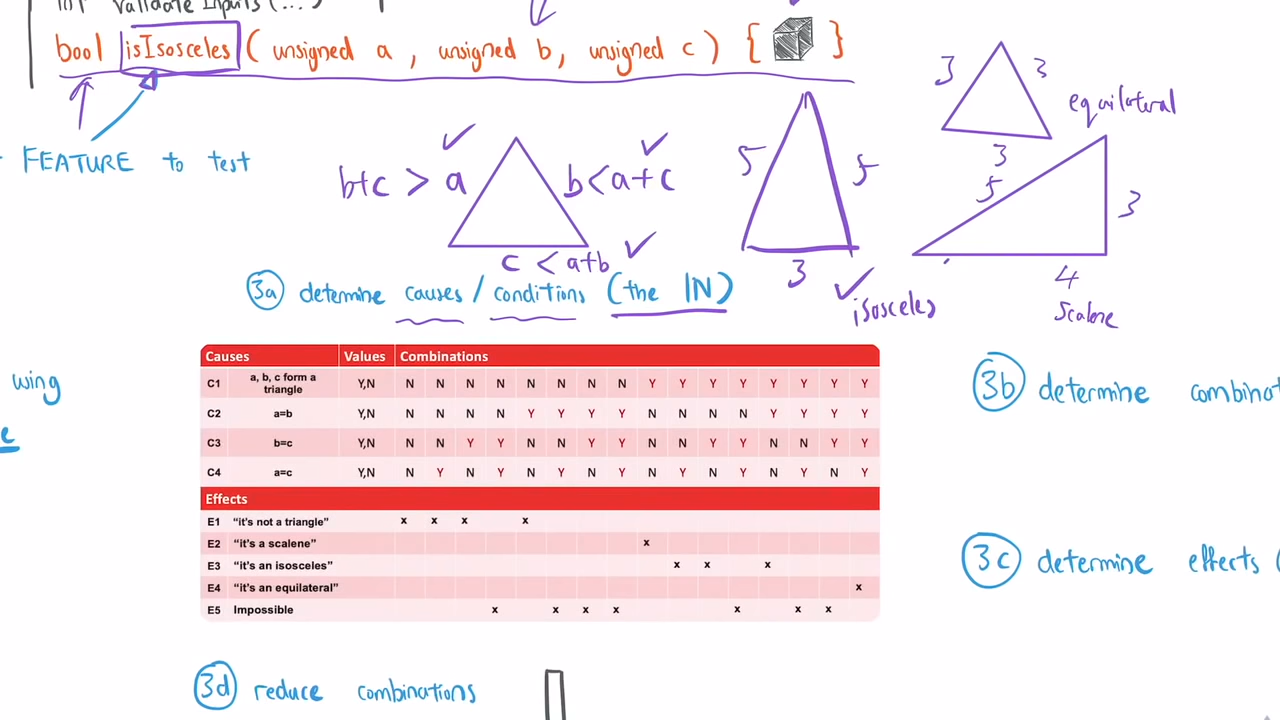 int validateInputs (...)
bool isIsosceles ( unsigned a , unsigned b, unsigned c ) { }
FEATURE to test
b+c > a
b<a+c
c < a+b
5
5
3
isosceles
3
3
3
equilateral
5
3
4
3a determine causes / conditions (the IN)
Causes Values Combinations
C1 a, b, c form a triangle Y,N N N N N N N N N Y Y Y Y Y Y Y Y
C2 a=b Y,N N N N N Y Y Y Y N N N N Y Y Y Y
C3 b=c Y,N N N Y Y N N Y Y N N Y Y N N Y Y
C4 a=c Y,N N Y N Y N Y N Y N Y N Y N Y N Y
Effects
E1 "it's not a triangle" x x x x
E2 "it's a scalene" x
E3 "it's an isosceles" x x x
E4 "it's an equilateral" x
E5 Impossible x x x x x x x
wing
3b determine
3c determine effects (
3d reduce combinations